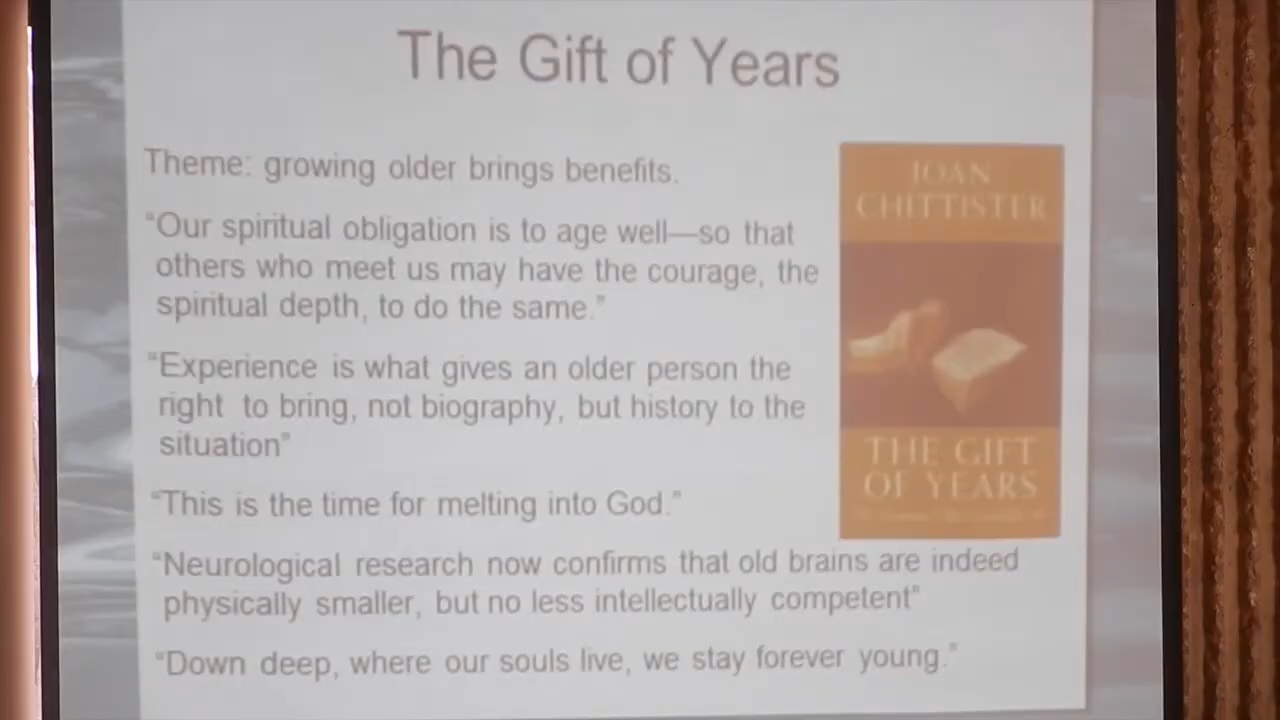 The Gift of Years
Theme: growing older brings benefits.
“Our spiritual obligation is to age well—so that
others who meet us may have the courage, the
spiritual depth, to do the same.”
“Experience is what gives an older person the
right to bring, not biography, but history to the
situation”
“This is the time for melting into God.”
“Neurological research now confirms that old brains are indeed
physically smaller, but no less intellectually competent”
“Down deep, where our souls live, we stay forever young.”
JOAN
CHITTISTER
THE GIFT
OF YEARS